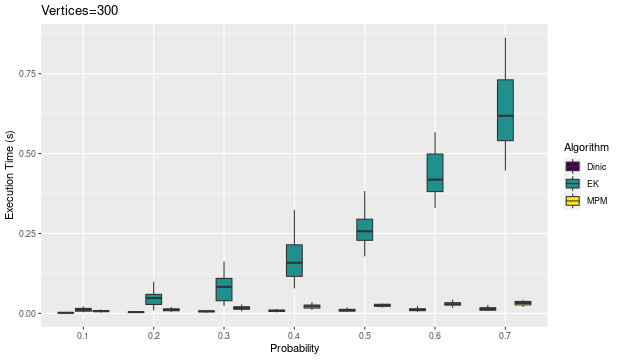 Vertices=300
0.75
0.50
0.25
0.00
Execution Time (s)
0.1 0.2 0.3 0.4 0.5 0.6 0.7
Probability
Algorithm
Dinic
EK
MPM